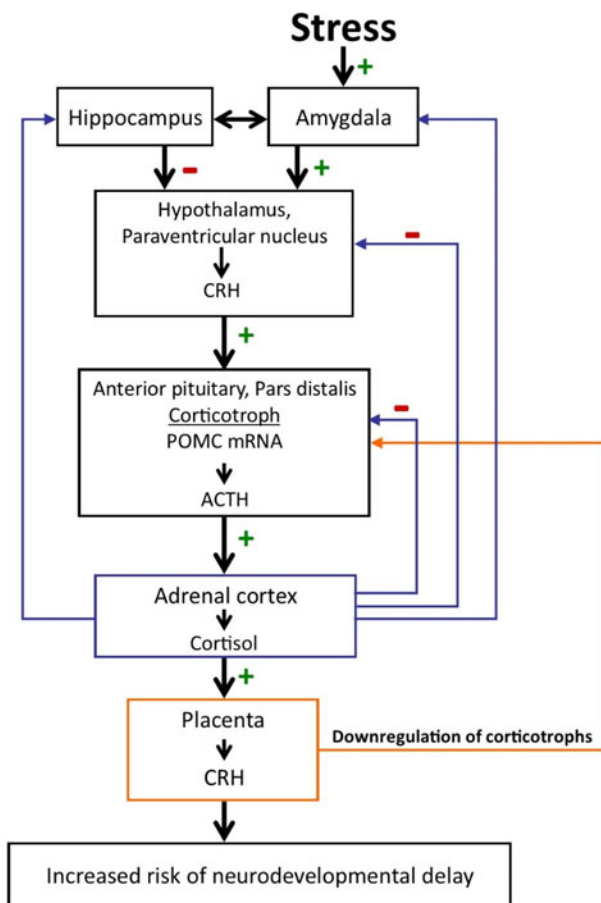 Stress
+
Hippocampus
Amygdala
-
+
Hypothalamus,
Paraventricular nucleus
-
CRH
+
Anterior pituitary, Pars distalis
Corticotroph
-
POMC mRNA
ACTH
+
Adrenal cortex
Cortisol
+
Placenta
Downregulation of corticotrophs
CRH
Increased risk of neurodevelopmental delay